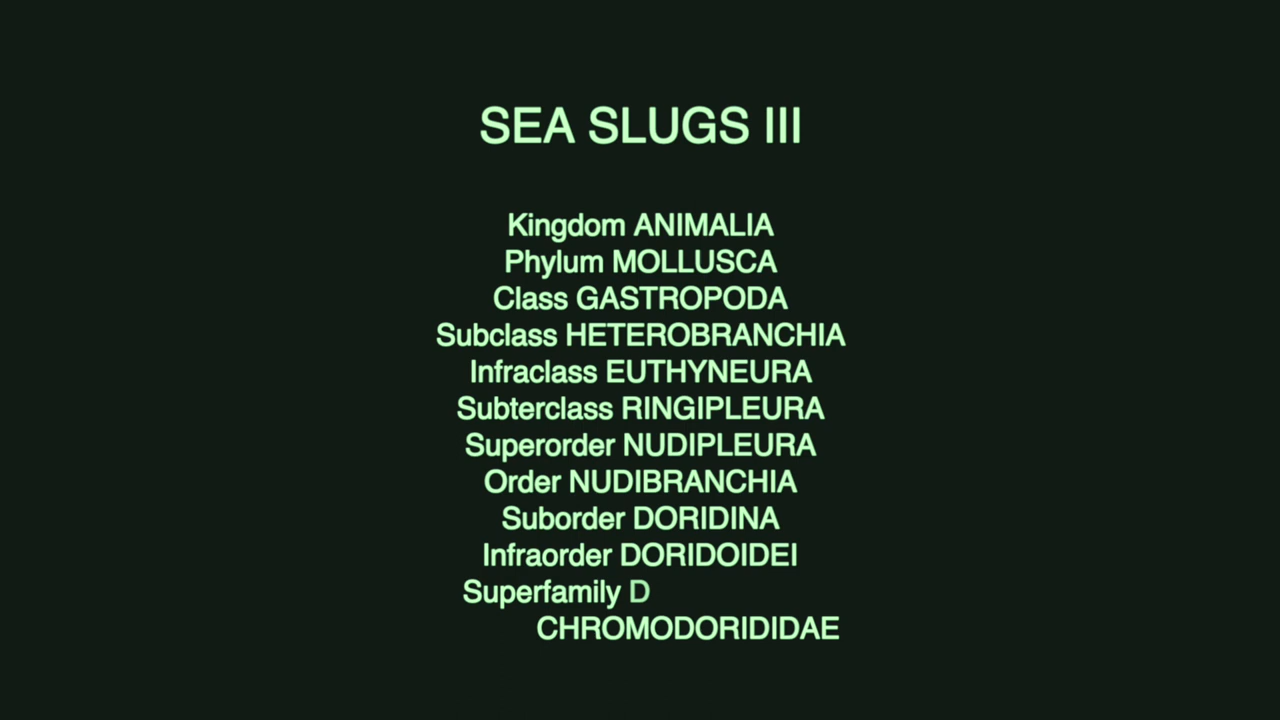 SEA SLUGS III
Kingdom ANIMALIA
Phylum MOLLUSCA
Class GASTROPODA
Subclass HETEROBRANCHIA
Infraclass EUTHYNEURA
Subterclass RINGIPLEURA
Superorder NUDIPLEURA
Order NUDIBRANCHIA
Suborder DORIDINA
Infraorder DORIDOIDEI
Superfamily D
CHROMODORIDIDAE